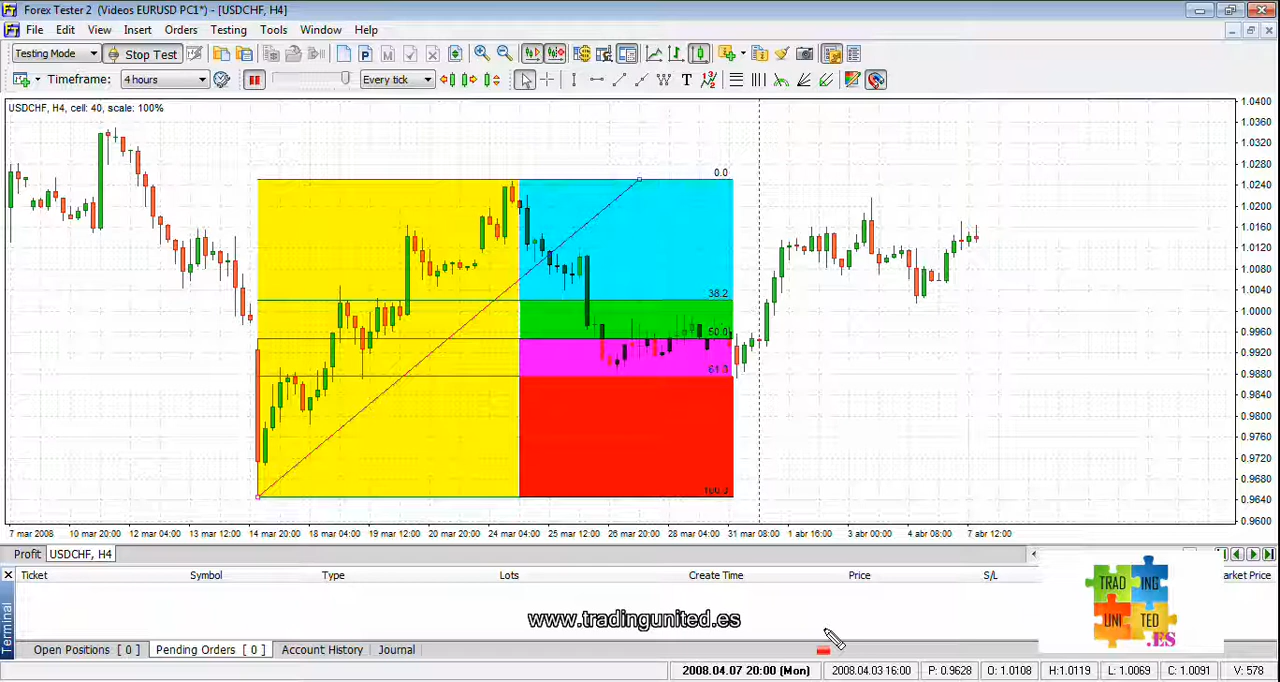 Forex Tester 2 (Videos EURUSD PC1*) - [USDCHF, H4]
File Edit View Insert Charts Orders Testing Tools Window Help
Testing Mode Stop Test
Timeframe: 4 hours Every tick
USDCHF, H4, cell: 40, scale: 100%
1.0400
1.0360
1.0320
1.0280
1.0240
1.0200
1.0160
1.0120
1.0080
1.0040
1.0000
0.9960
0.9920
0.9880
0.9840
0.9800
0.9760
0.9720
0.9680
0.9640
0.9600
0.0
38.2
50.0
7 mar 2008 10 mar 20:00 12 mar 04:00 13 mar 12:00 14 mar 20:00 18 mar 04:00 19 mar 12:00 20 mar 20:00 24 mar 04:00 25 mar 12:00 26 mar 20:00 28 mar 04:00 31 mar 08:00 1 abr 16:00 3 abr 00:00 4 abr 08:00 7 abr 12:00
Profit USDCHF, H4
Ticket Symbol Type Lots Create Time Price S/L arket Price
Terminal
www.tradingunited.es
TRAD ING
UNI TED
.ES
Open Positions [ 0 ] Pending Orders [ 0 ] Account History Journal
2008.04.07 20:00 (Mon) 2008.04.03 16:00 P: 0.9628 O: 1.0108 H: 1.0119 L: 1.0069 C: 1.0091 V: 578